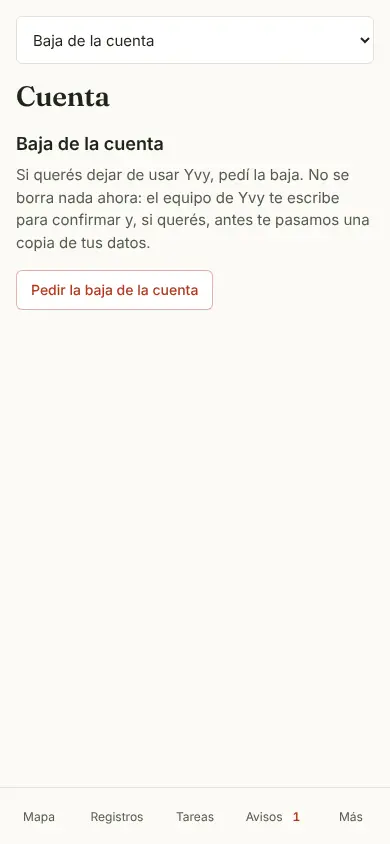 Baja de la cuenta
Cuenta
Baja de la cuenta
Si querés dejar de usar Yvy, pedí la baja. No se
borra nada ahora: el equipo de Yvy te escribe
para confirmar y, si querés, antes te pasamos una
copia de tus datos.
Pedir la baja de la cuenta
Mapa Registros Tareas Avisos 1 Más